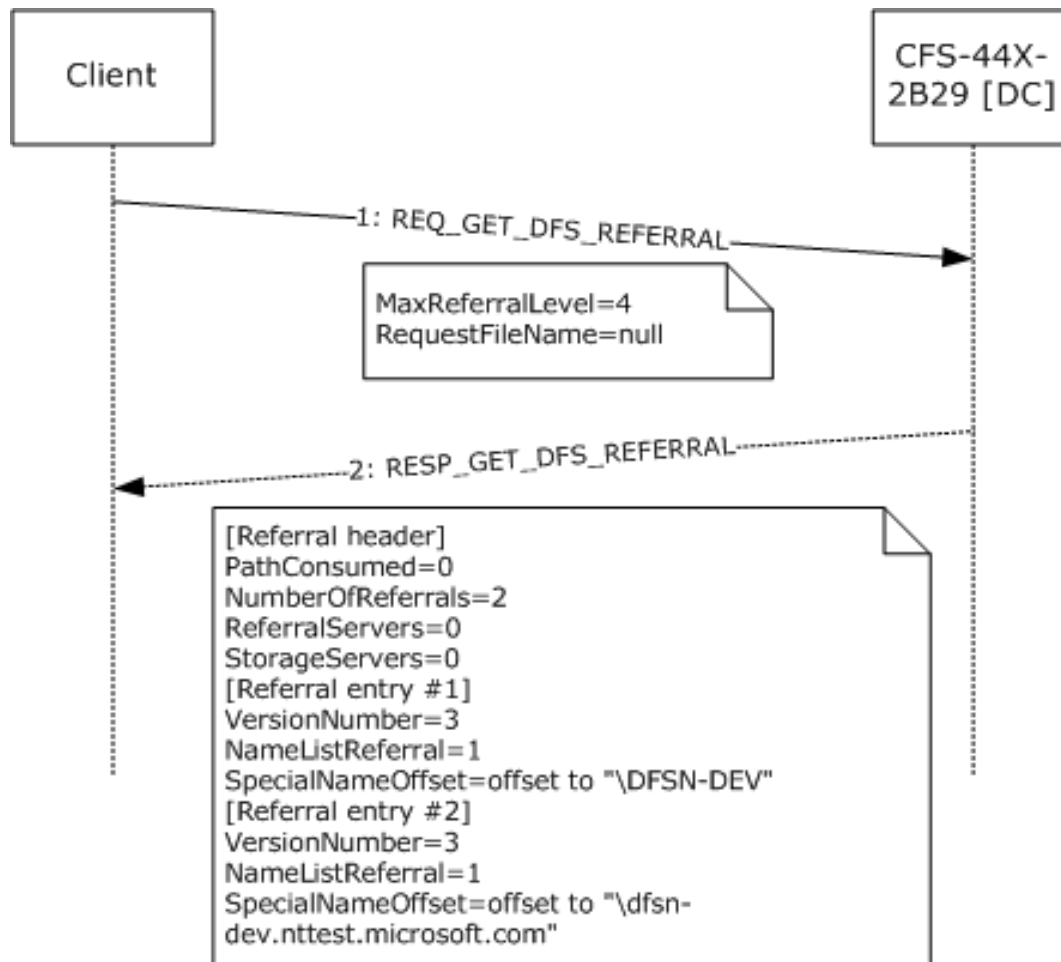 Client
CFS-44X-
2B29 [DC]
1: REQ_GET_DFS_REFERRAL
MaxReferralLevel=4
RequestFileName=null
2: RESP_GET_DFS_REFERRAL
[Referral header]
PathConsumed=0
NumberOfReferrals=2
ReferralServers=0
StorageServers=0
[Referral entry #1]
VersionNumber=3
NameListReferral=1
SpecialNameOffset=offset to "\DFSN-DEV"
[Referral entry #2]
VersionNumber=3
NameListReferral=1
SpecialNameOffset=offset to "\dfsn-
dev.nttest.microsoft.com"